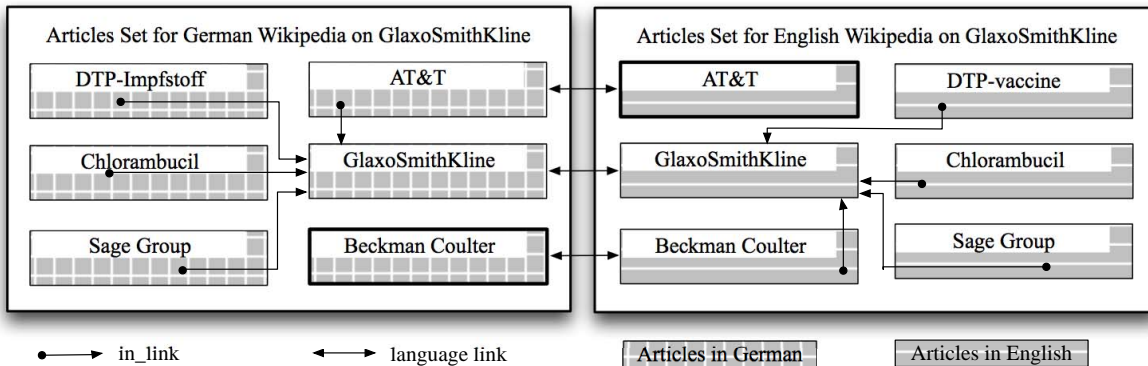 Articles Set for German Wikipedia on GlaxoSmithKline
DTP-Impfstoff
AT&T
Chlorambucil
GlaxoSmithKline
Sage Group
Beckman Coulter
Articles Set for English Wikipedia on GlaxoSmithKline
AT&T
DTP-vaccine
GlaxoSmithKline
Chlorambucil
Beckman Coulter
Sage Group
in_link
language link
Articles in German
Articles in English